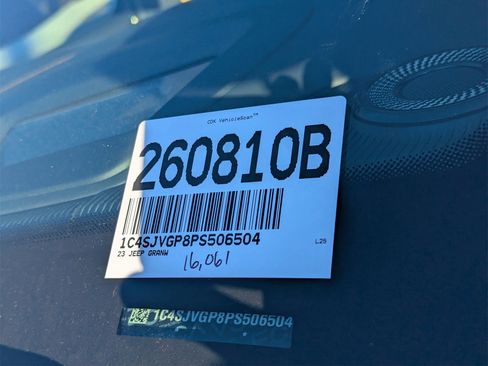 CDK VehicleScan™
260810B
1C4SJVGP8PS506504
23 JEEP GRANW
L25
16,061
1C4SJVGP8PS506504